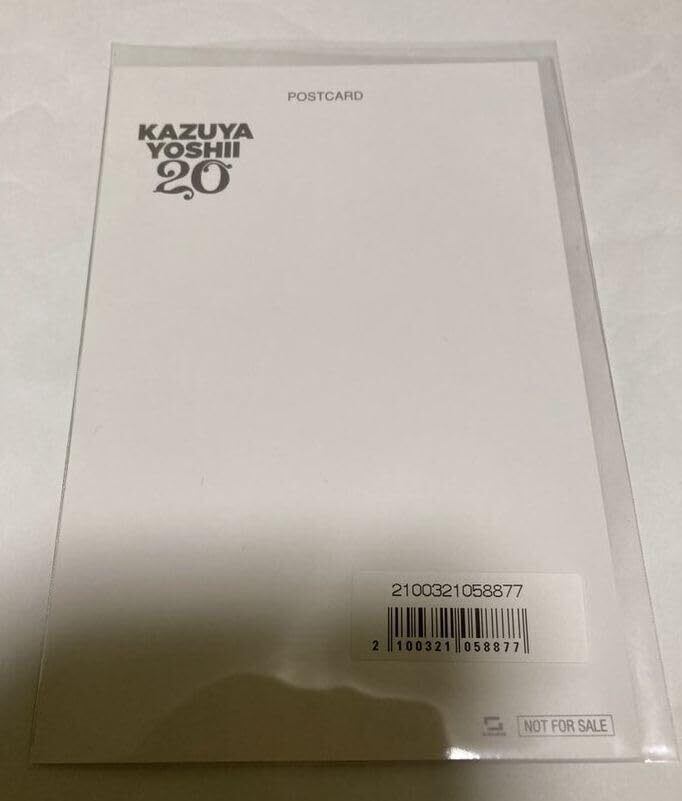 POSTCARD
KAZUYA
YOSHII
20
2100321058877
2 100321 058877
NOT FOR SALE